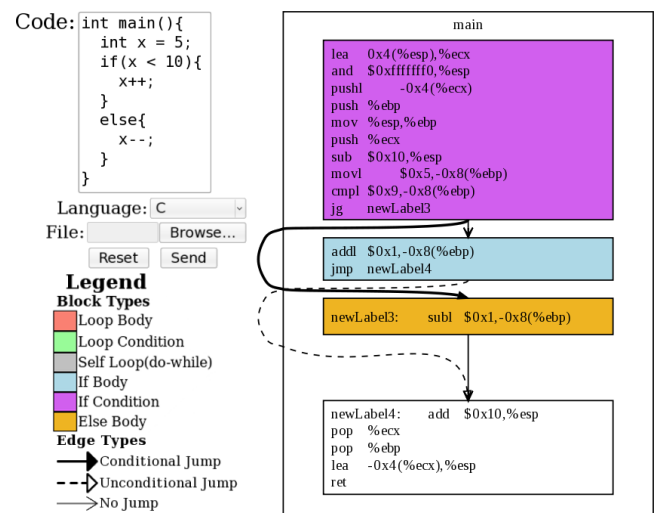 Code:
int main(){
int x = 5;
if(x < 10){
x++;
}
else{
x--;
}
}
Language: C
File: Browse...
Reset Send
Legend
Block Types
Loop Body
Loop Condition
Self Loop(do-while)
If Body
If Condition
Else Body
Edge Types
Conditional Jump
Unconditional Jump
No Jump
main
lea 0x4(%esp),%ecx
and $0xfffffff0,%esp
pushl -0x4(%ecx)
push %ebp
mov %esp,%ebp
push %ecx
sub $0x10,%esp
movl $0x5,-0x8(%ebp)
cmpl $0x9,-0x8(%ebp)
jg newLabel3
addl $0x1,-0x8(%ebp)
jmp newLabel4
newLabel3: subl $0x1,-0x8(%ebp)
newLabel4: add $0x10,%esp
pop %ecx
pop %ebp
lea -0x4(%ecx),%esp
ret